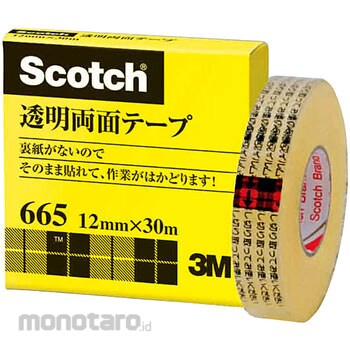 Scotch®
透明両面テープ
裏紙がないので
そのまま貼れて、作業がはかどります!
665 12mm×30m
™
3M
Scotch Brand
monotaro.id